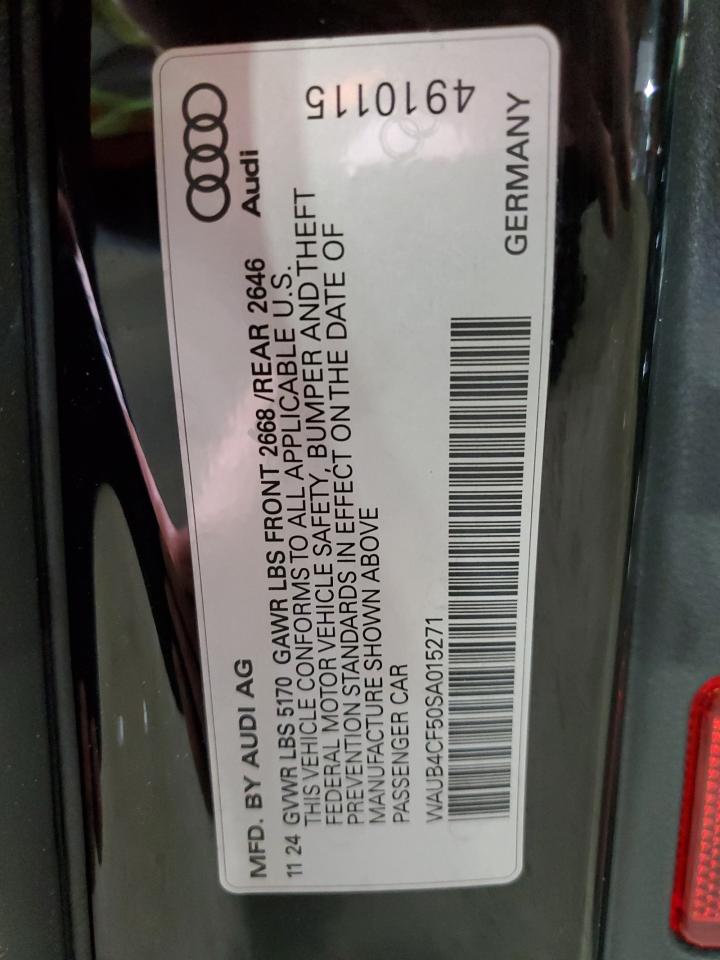 Audi
MFD. BY AUDI AG
11 24 GVWR LBS 5170 GAWR LBS FRONT 2668 /REAR 2646
THIS VEHICLE CONFORMS TO ALL APPLICABLE U.S.
FEDERAL MOTOR VEHICLE SAFETY, BUMPER AND THEFT
PREVENTION STANDARDS IN EFFECT ON THE DATE OF
MANUFACTURE SHOWN ABOVE
PASSENGER CAR
WAUB4CF50SA015271
GERMANY
4910115